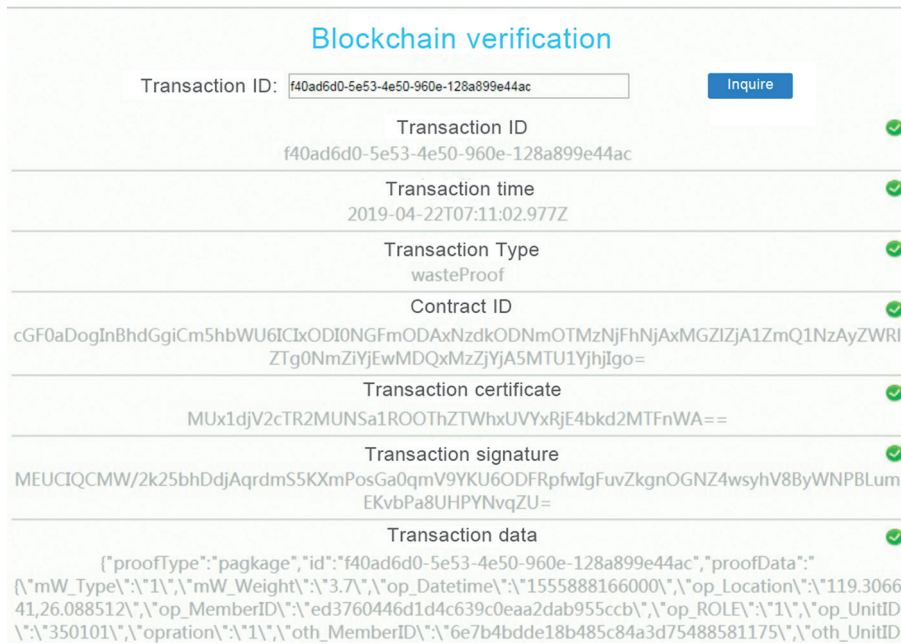 Blockchain verification
Transaction ID: f40ad6d0-5e53-4e50-960e-128a899e44ac Inquire
Transaction ID
f40ad6d0-5e53-4e50-960e-128a899e44ac
Transaction time
2019-04-22T07:11:02.977Z
Transaction Type
wasteProof
Contract ID
cGF0aDogInBhdGgiCm5hbWU6ICIxODI0NGFmODAxNzdkODNmOTMzNjFhNjAxMGZlZjA1ZmQ1NzAyZWRl
ZTg0NmZiYjEwMDQxMzZjYjA5MTU1YjhjIgo=
Transaction certificate
MUx1djV2cTR2MUNSa1ROOThZTWhxUVYxRjE4bkd2MTFnWA==
Transaction signature
MEUCIQCMW/2k25bhDdjAqrdmS5KXmPosGa0qmV9YKU6ODFRpfwIgFuvZkgnOGNZ4wsyhV8ByWNPBLum
EKvbPa8UHPYNvqZU=
Transaction data
{"proofType":"pagkage","id":"f40ad6d0-5e53-4e50-960e-128a899e44ac","proofData":"
{\"mW_Type\":\"1\",\"mW_Weight\":\"3.7\",\"op_Datetime\":\"1555888166000\",\"op_Location\":\"119.3066
41,26.088512\",\"op_MemberID\":\"ed3760446d1d4c639c0eaa2dab955ccb\",\"op_ROLE\":\"1\",\"op_UnitID
\":\"350101\",\"opration\":\"1\",\"oth_MemberID\":\"6e7b4bdde18b485c84a3d75488581175\",\"oth_UnitID